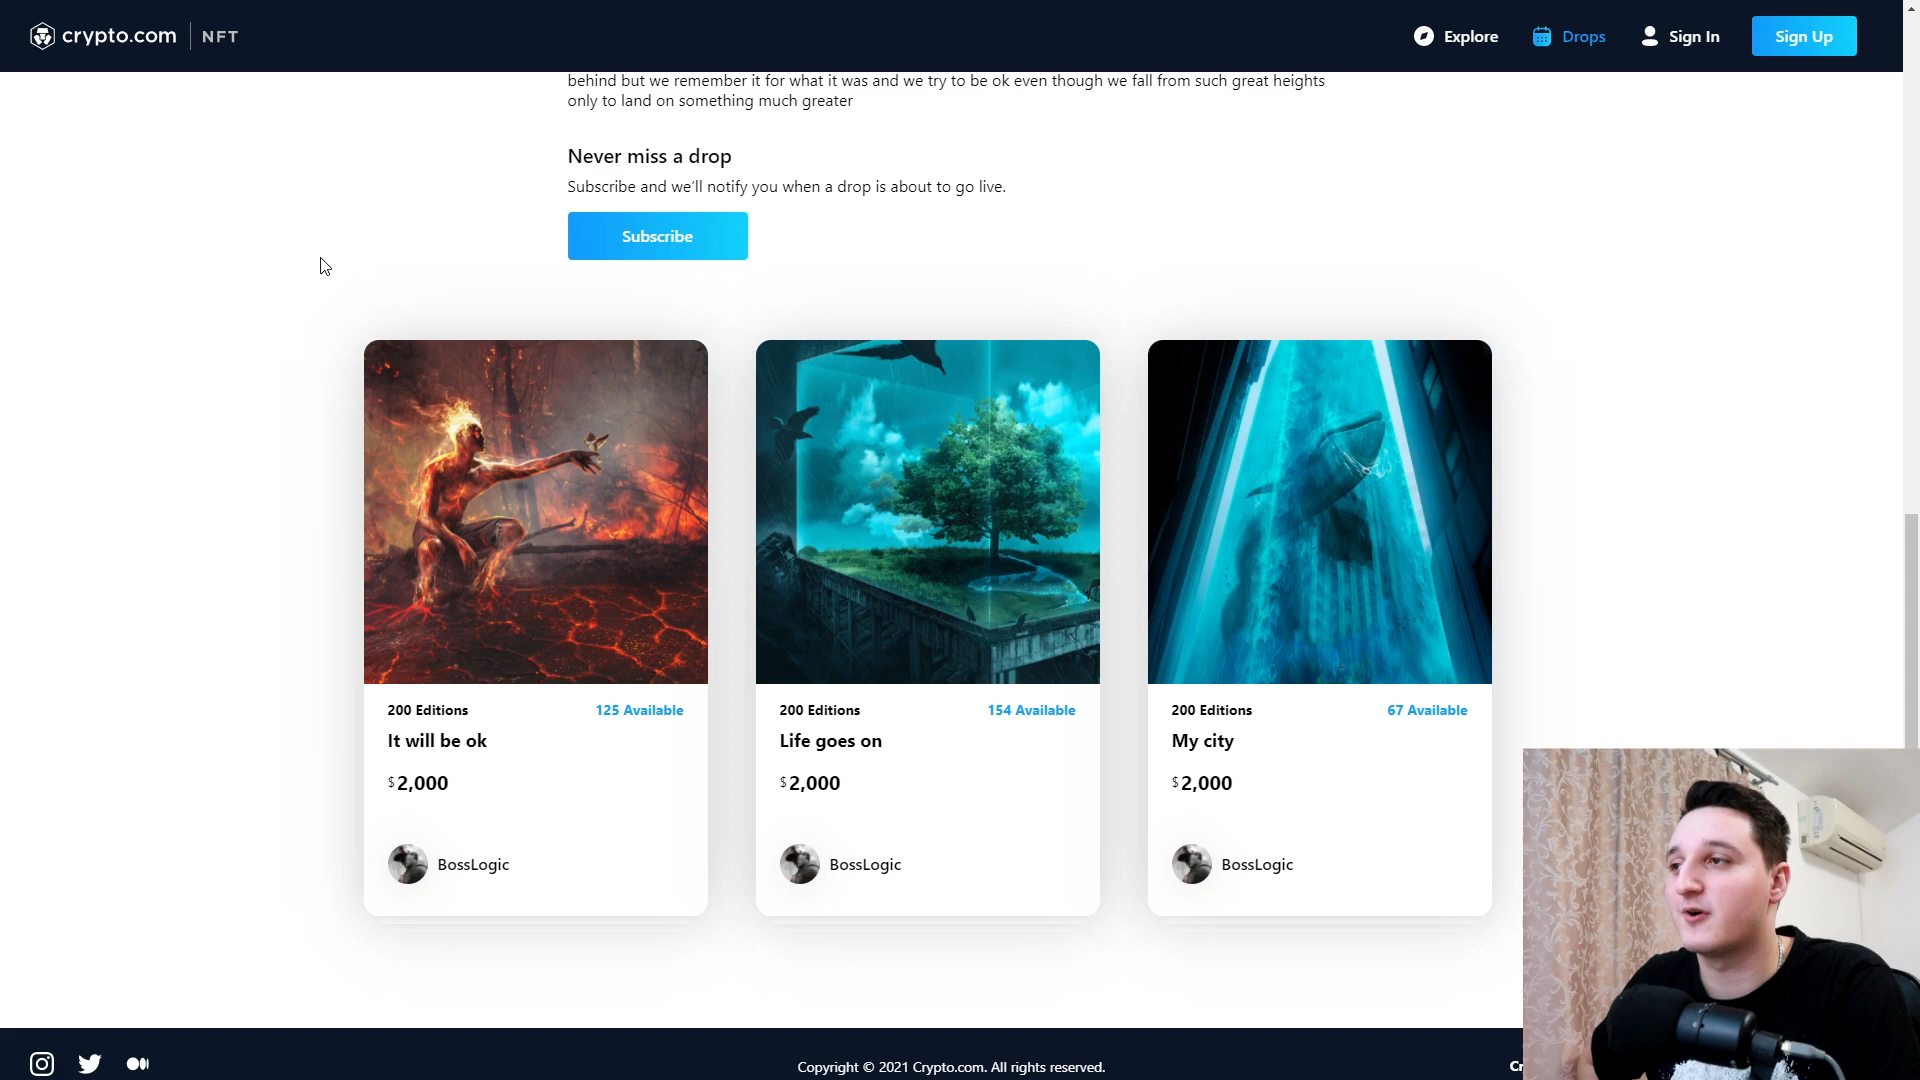 crypto.com | NFT
Explore
Drops
Sign In
Sign Up
behind but we remember it for what it was and we try to be ok even though we fall from such great heights
only to land on something much greater
Never miss a drop
Subscribe and we'll notify you when a drop is about to go live.
Subscribe
200 Editions
125 Available
It will be ok
$2,000
BossLogic
200 Editions
154 Available
Life goes on
$2,000
BossLogic
200 Editions
67 Available
My city
$2,000
BossLogic
Copyright © 2021 Crypto.com. All rights reserved.